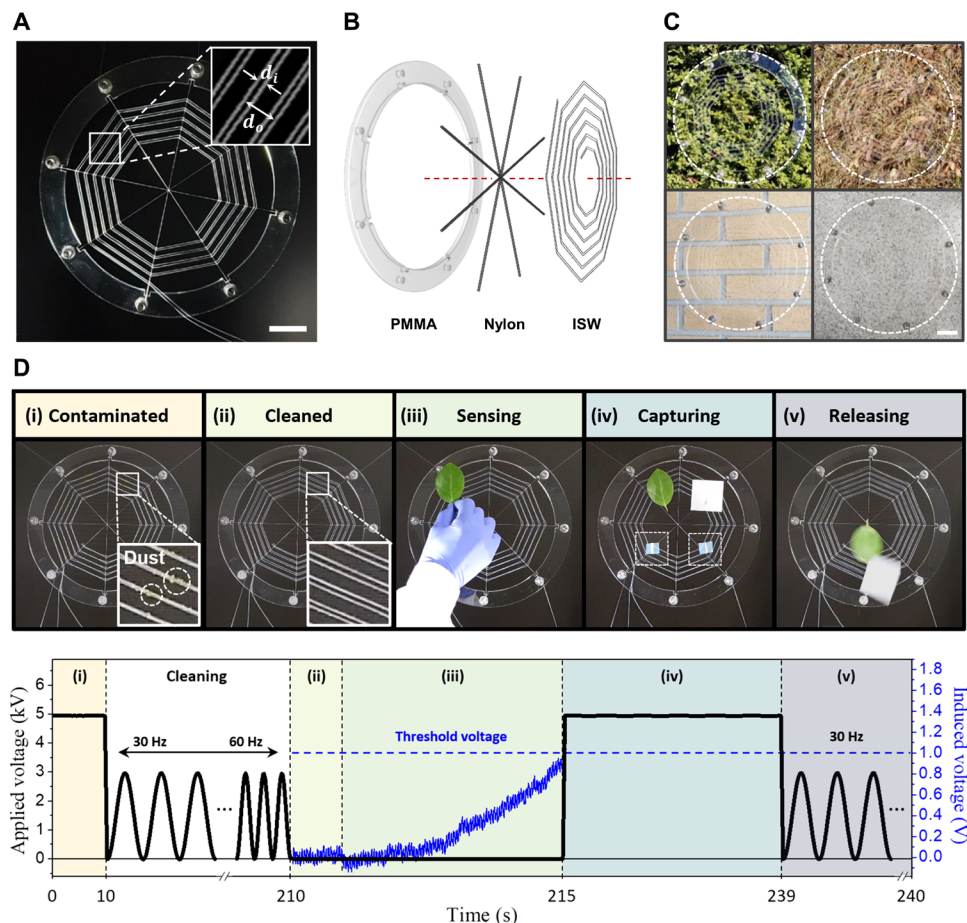 A
B
C
d_i
d_o
PMMA
Nylon
ISW
D
(i) Contaminated
(ii) Cleaned
(iii) Sensing
(iv) Capturing
(v) Releasing
Dust
Applied voltage (kV)
6
5
4
3
2
1
0
(i)
Cleaning
(ii)
(iii)
(iv)
(v)
30 Hz
60 Hz
...
Threshold voltage
30 Hz
...
1.8
1.6
1.4
1.2
1.0
0.8
0.6
0.4
0.2
0.0
Induced voltage (V)
0
10
210
215
239
240
Time (s)